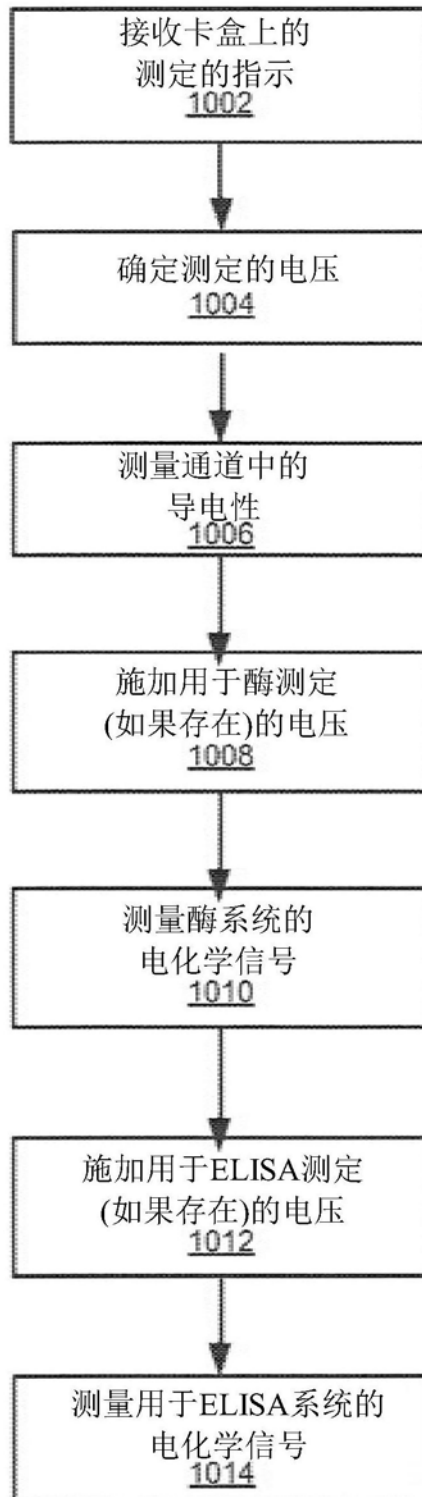 接收卡盒上的
测定的指示
1002
确定测定的电压
1004
测量通道中的
导电性
1006
施加用于酶测定
(如果存在)的电压
1008
测量酶系统的
电化学信号
1010
施加用于ELISA测定
(如果存在)的电压
1012
测量用于ELISA系统的
电化学信号
1014